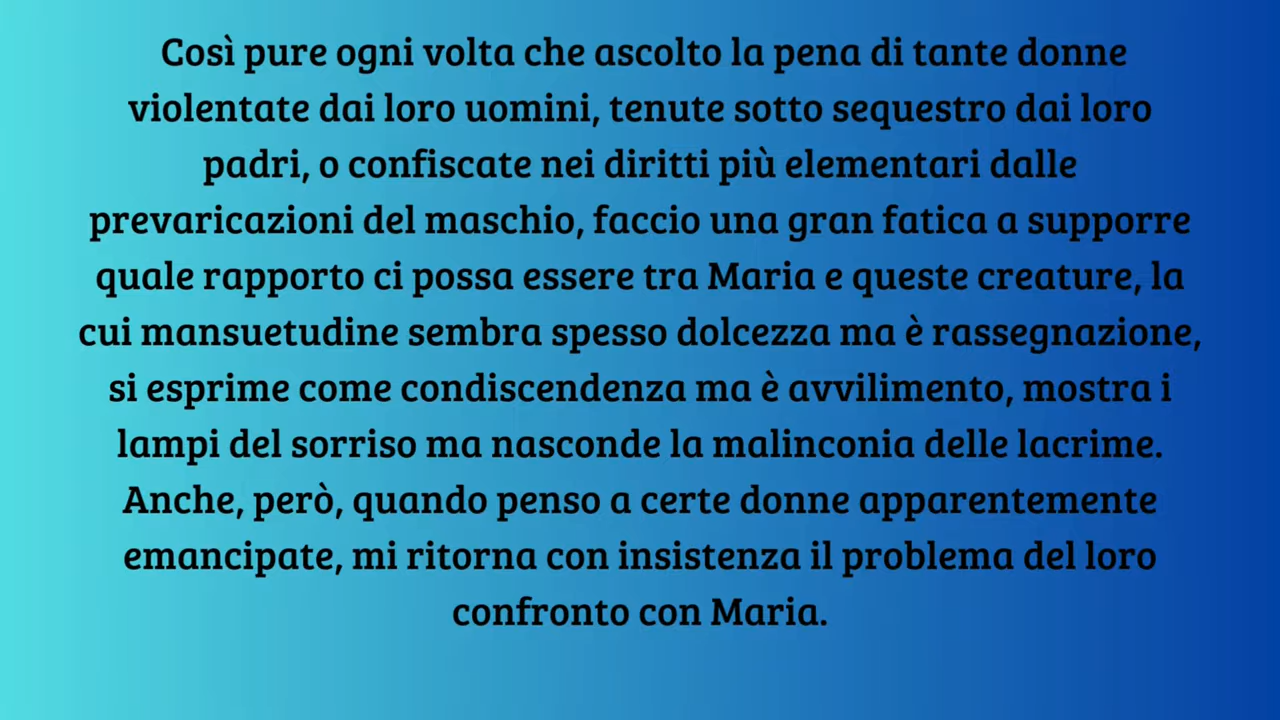 Così pure ogni volta che ascolto la pena di tante donne
violentate dai loro uomini, tenute sotto sequestro dai loro
padri, o confiscate nei diritti più elementari dalle
prevaricazioni del maschio, faccio una gran fatica a supporre
quale rapporto ci possa essere tra Maria e queste creature, la
cui mansuetudine sembra spesso dolcezza ma è rassegnazione,
si esprime come condiscendenza ma è avvilimento, mostra i
lampi del sorriso ma nasconde la malinconia delle lacrime.
Anche, però, quando penso a certe donne apparentemente
emancipate, mi ritorna con insistenza il problema del loro
confronto con Maria.